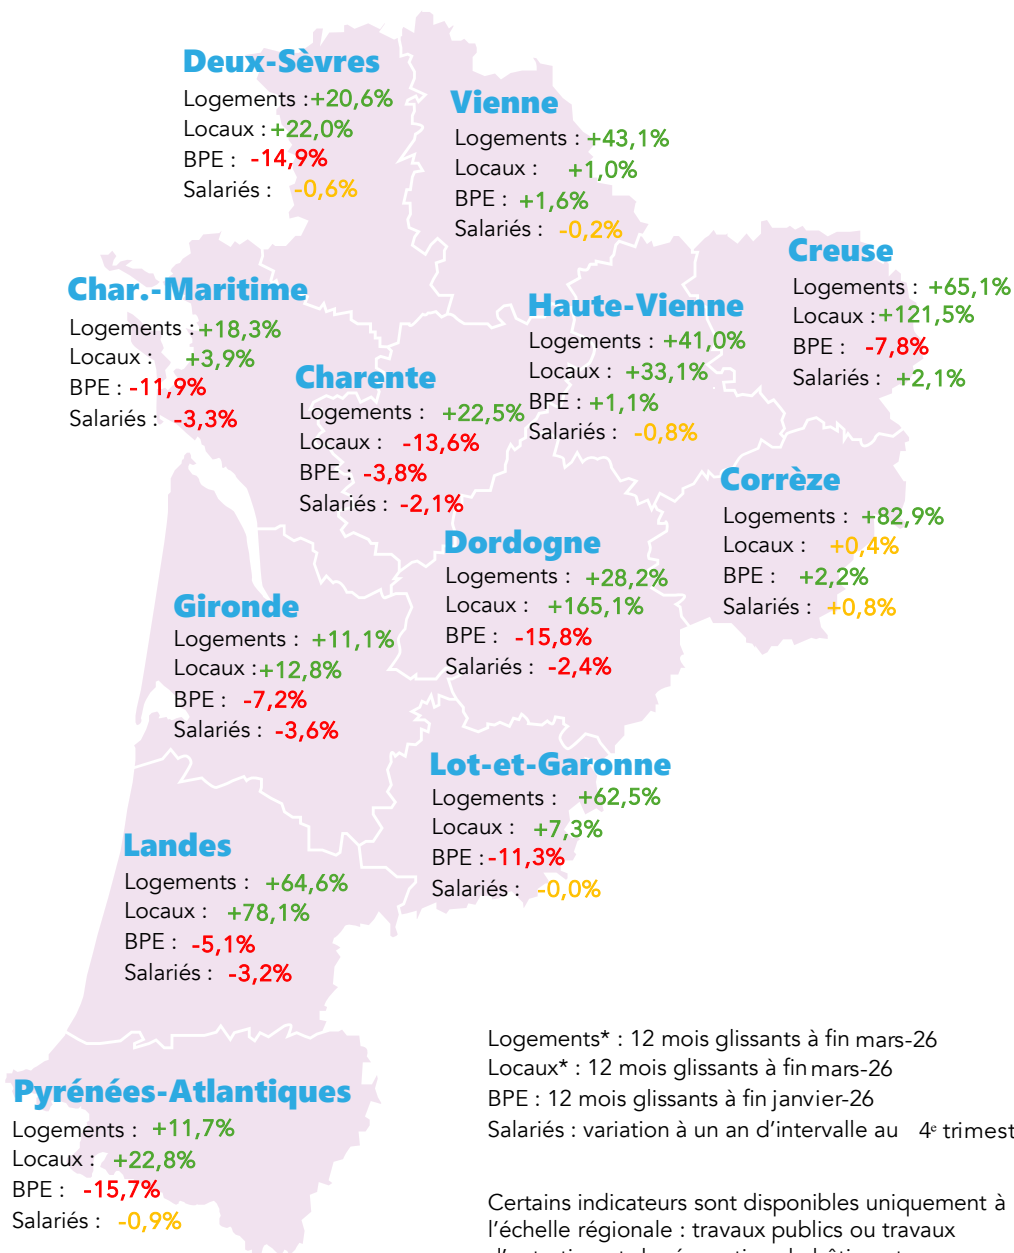 Deux-Sèvres
Logements : +20,6%
Locaux : +22,0%
BPE : -14,9%
Salariés : -0,6%
Vienne
Logements : +43,1%
Locaux : +1,0%
BPE : +1,6%
Salariés : -0,2%
Creuse
Logements : +65,1%
Locaux : +121,5%
BPE : -7,8%
Salariés : +2,1%
Char.-Maritime
Logements : +18,3%
Locaux : +3,9%
BPE : -11,9%
Salariés : -3,3%
Haute-Vienne
Logements : +41,0%
Locaux : +33,1%
BPE : +1,1%
Salariés : -0,8%
Charente
Logements : +22,5%
Locaux : -13,6%
BPE : -3,8%
Salariés : -2,1%
Corrèze
Logements : +82,9%
Locaux : +0,4%
BPE : +2,2%
Salariés : +0,8%
Dordogne
Logements : +28,2%
Locaux : +165,1%
BPE : -15,8%
Salariés : -2,4%
Gironde
Logements : +11,1%
Locaux : +12,8%
BPE : -7,2%
Salariés : -3,6%
Lot-et-Garonne
Logements : +62,5%
Locaux : +7,3%
BPE : -11,3%
Salariés : -0,0%
Landes
Logements : +64,6%
Locaux : +78,1%
BPE : -5,1%
Salariés : -3,2%
Pyrénées-Atlantiques
Logements : +11,7%
Locaux : +22,8%
BPE : -15,7%
Salariés : -0,9%
Logements* : 12 mois glissants à fin mars-26
Locaux* : 12 mois glissants à fin mars-26
BPE : 12 mois glissants à fin janvier-26
Salariés : variation à un an d'intervalle au 4e trimest
Certains indicateurs sont disponibles uniquement à
l'échelle régionale : travaux publics ou travaux